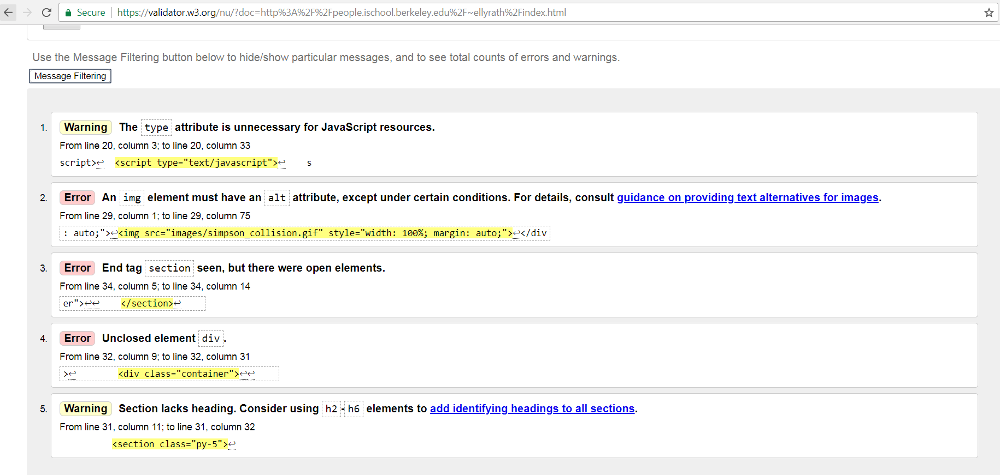 Secure https://validator.w3.org/nu/?doc=http%3A%2F%2Fpeople.ischool.berkeley.edu%2F~ellyrath%2Findex.html
Use the Message Filtering button below to hide/show particular messages, and to see total counts of errors and warnings.
Message Filtering
1. Warning The type attribute is unnecessary for JavaScript resources.
From line 20, column 3; to line 20, column 33
script>↩ <script type="text/javascript">↩ s
2. Error An img element must have an alt attribute, except under certain conditions. For details, consult guidance on providing text alternatives for images.
From line 29, column 1; to line 29, column 75
: auto;">↩<img src="images/simpson_collision.gif" style="width: 100%; margin: auto;">↩</div
3. Error End tag section seen, but there were open elements.
From line 34, column 5; to line 34, column 14
er">↩↩ </section>↩
4. Error Unclosed element div.
From line 32, column 9; to line 32, column 31
>↩ <div class="container">↩↩
5. Warning Section lacks heading. Consider using h2-h6 elements to add identifying headings to all sections.
From line 31, column 11; to line 31, column 32
<section class="py-5">↩